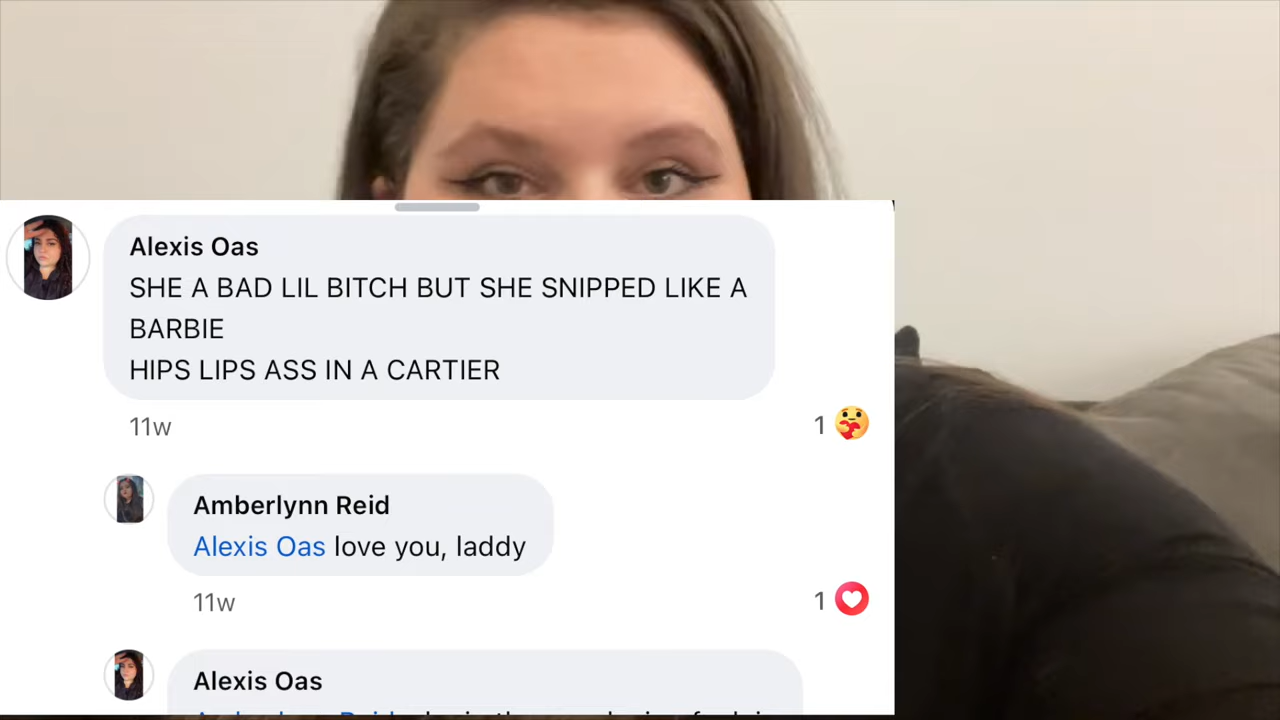 Alexis Oas
SHE A BAD LIL BITCH BUT SHE SNIPPED LIKE A
BARBIE
HIPS LIPS ASS IN A CARTIER
11w
1
Amberlynn Reid
Alexis Oas love you, laddy
11w
1
Alexis Oas